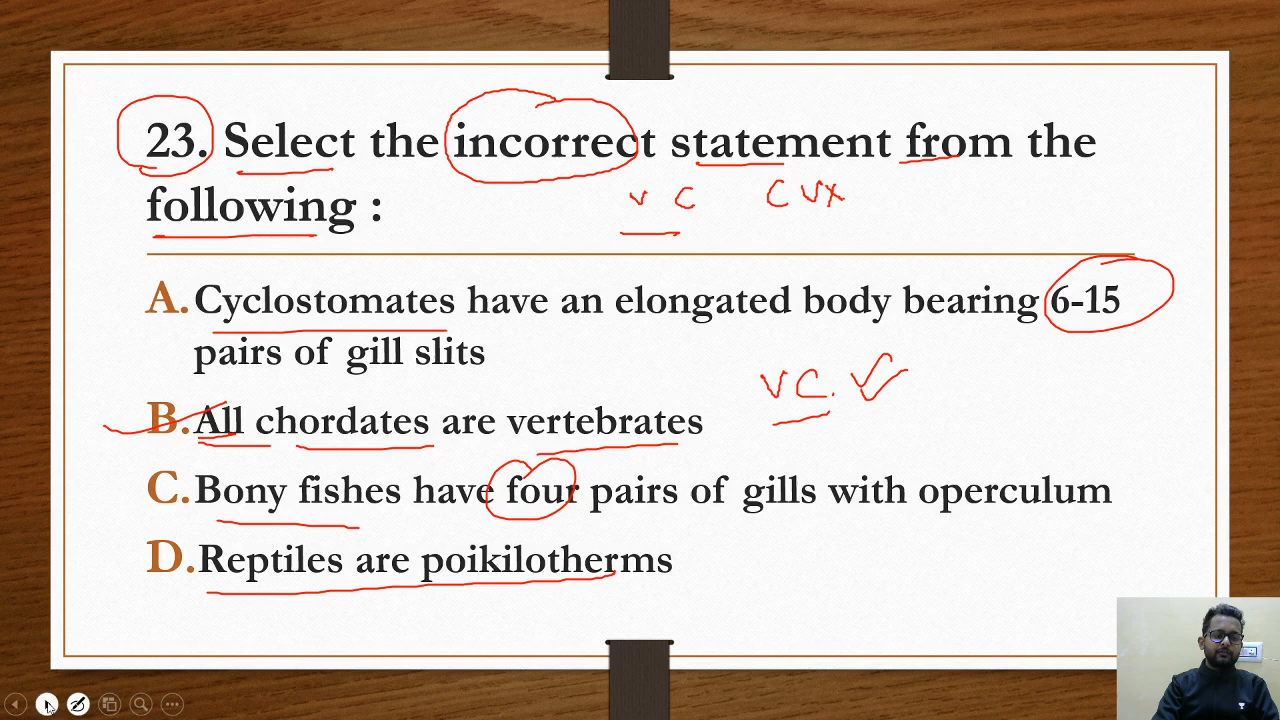 23. Select the incorrect statement from the
following :
V C C V X
A. Cyclostomates have an elongated body bearing 6-15
pairs of gill slits
V C. ✓
B. All chordates are vertebrates
C. Bony fishes have four pairs of gills with operculum
D. Reptiles are poikilotherms